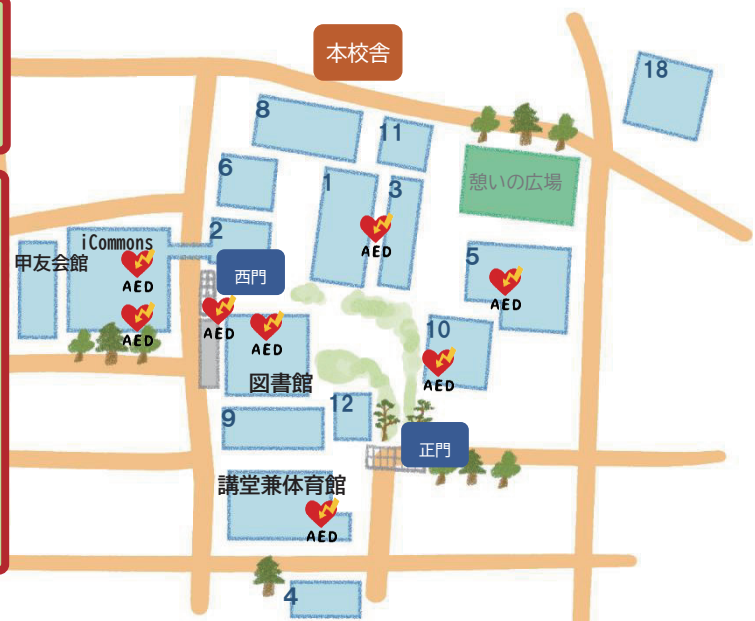 本校舎
18
8
11
6
1
3
憩いの広場
2
iCommons
甲友会館
AED
AED
西門
AED
5
AED
AED
AED
10
AED
図書館
12
9
正門
講堂兼体育館
AED
4